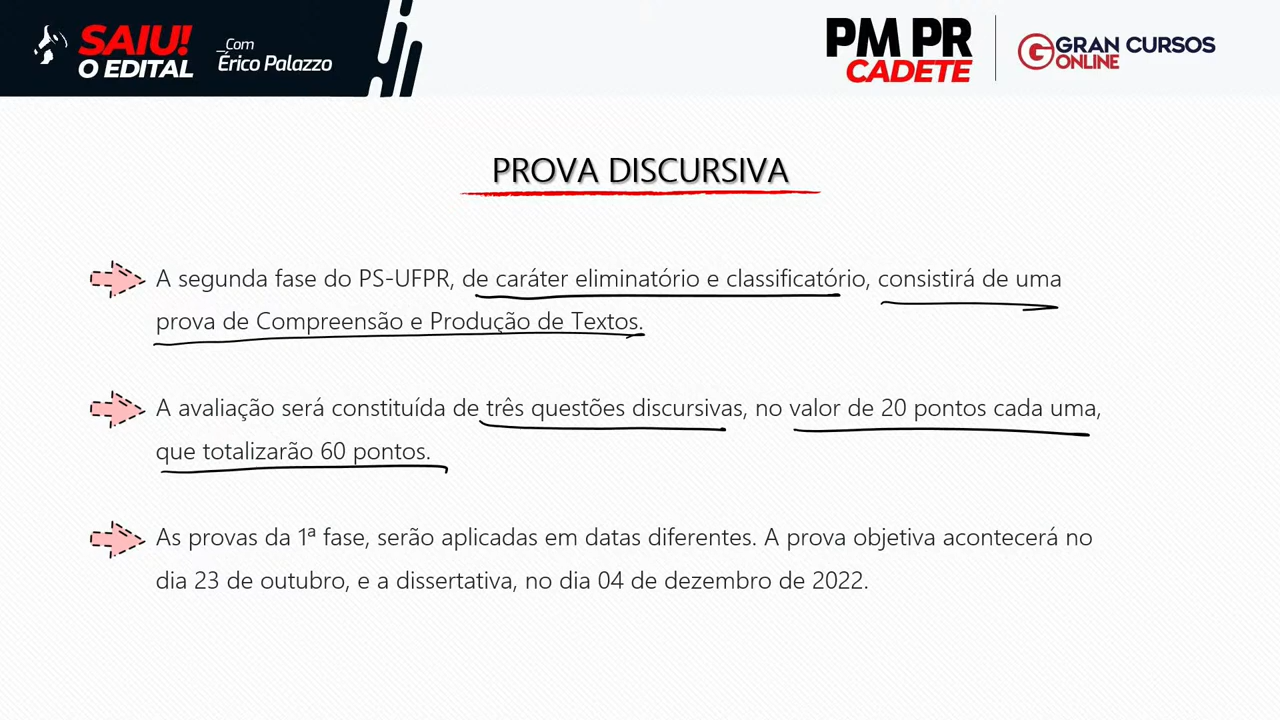 SAIU!
O EDITAL
_Com
Érico Palazzo
PM PR
CADETE
GRAN CURSOS
ONLINE
PROVA DISCURSIVA
A segunda fase do PS-UFPR, de caráter eliminatório e classificatório, consistirá de uma
prova de Compreensão e Produção de Textos.
A avaliação será constituída de três questões discursivas, no valor de 20 pontos cada uma,
que totalizarão 60 pontos.
As provas da 1ª fase, serão aplicadas em datas diferentes. A prova objetiva acontecerá no
dia 23 de outubro, e a dissertativa, no dia 04 de dezembro de 2022.